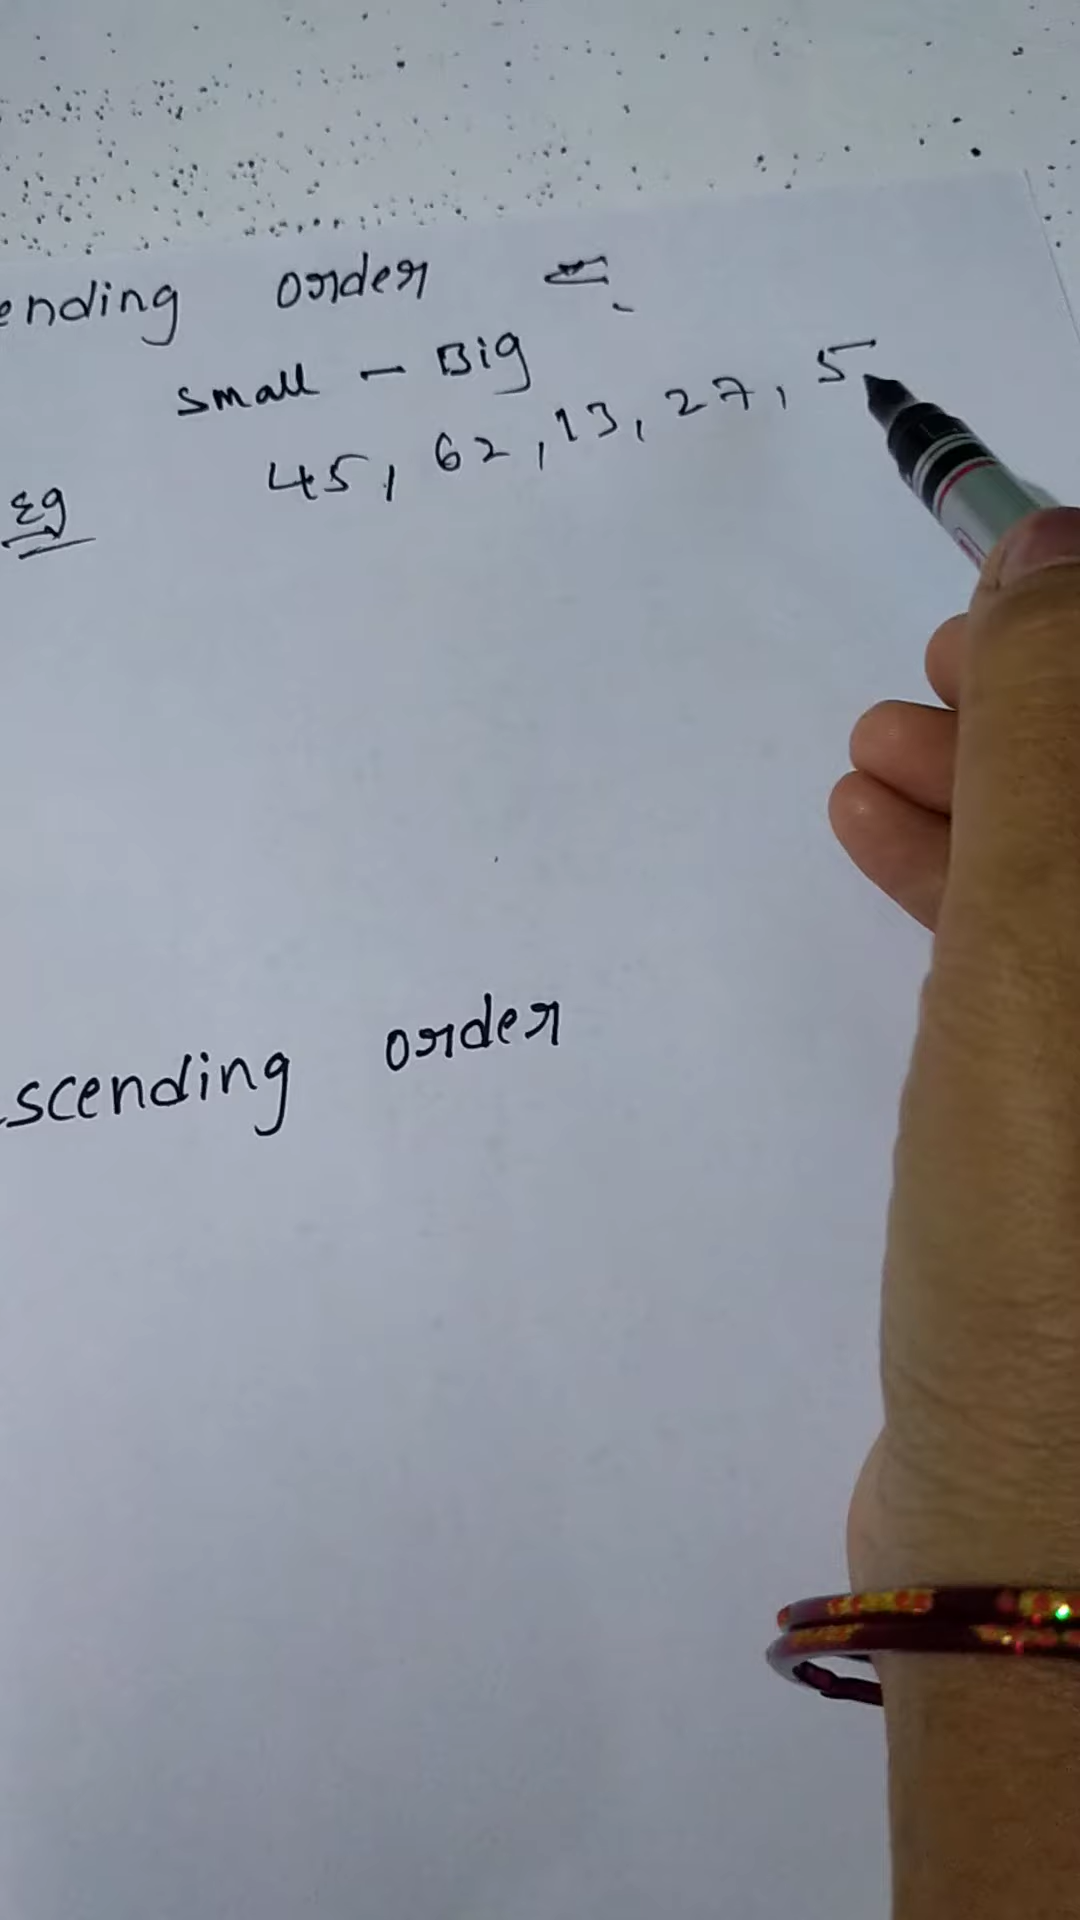 ending order
small - Big
Eg 45, 62, 13, 27, 5
scending order